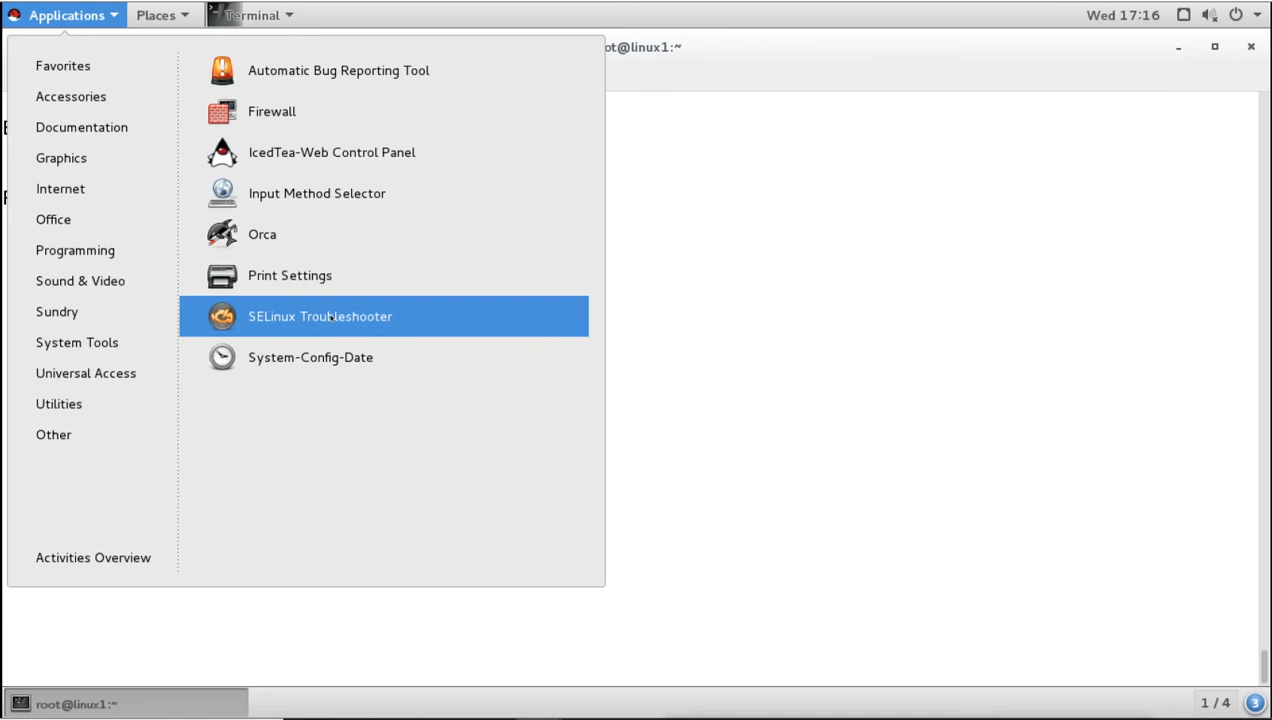 Applications
Places
Terminal
Wed 17:16
root@linux1:~
Favorites
Accessories
Documentation
Graphics
Internet
Office
Programming
Sound & Video
Sundry
System Tools
Universal Access
Utilities
Other
Activities Overview
Automatic Bug Reporting Tool
Firewall
IcedTea-Web Control Panel
Input Method Selector
Orca
Print Settings
SELinux Troubleshooter
System-Config-Date
root@linux1:~
1 / 4
3